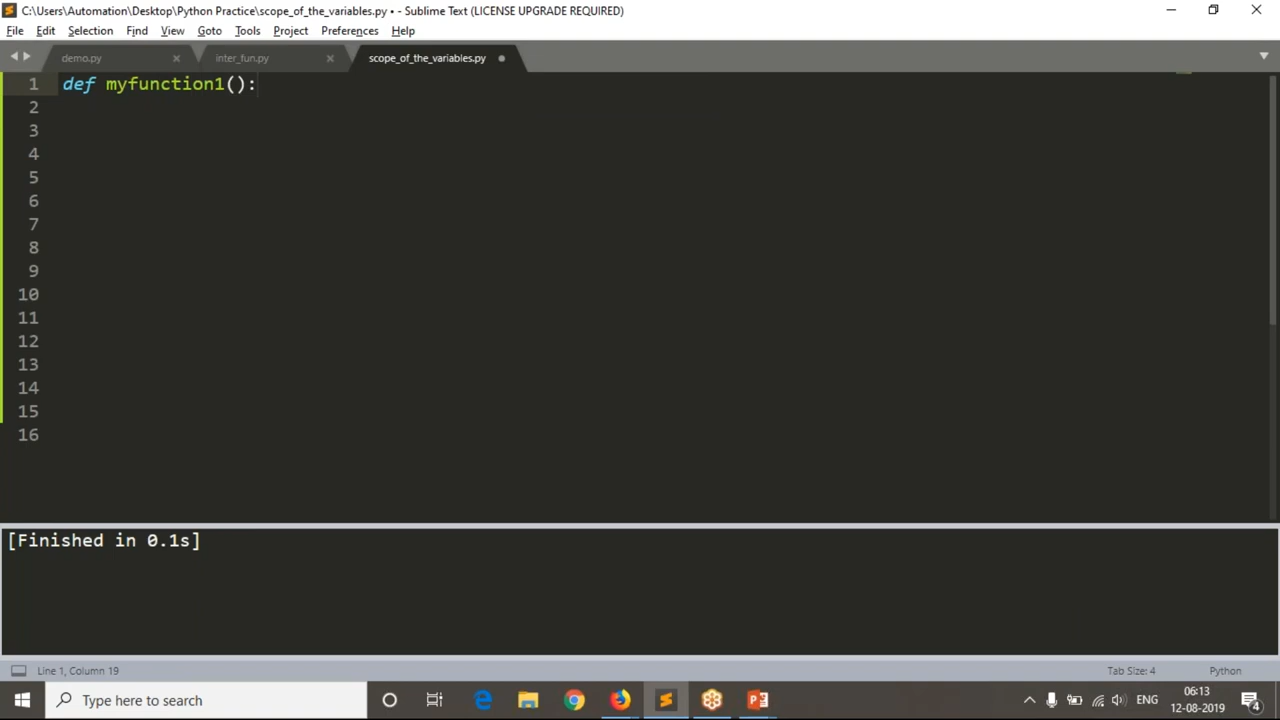 C:\Users\Automation\Desktop\Python Practice\scope_of_the_variables.py • - Sublime Text (LICENSE UPGRADE REQUIRED)
File Edit Selection Find View Goto Tools Project Preferences Help
demo.py inter_fun.py scope_of_the_variables.py
1 def myfunction1():
2
3
4
5
6
7
8
9
10
11
12
13
14
15
16
[Finished in 0.1s]
Line 1, Column 19 Tab Size: 4 Python
Type here to search ENG 06:13
12-08-2019 4